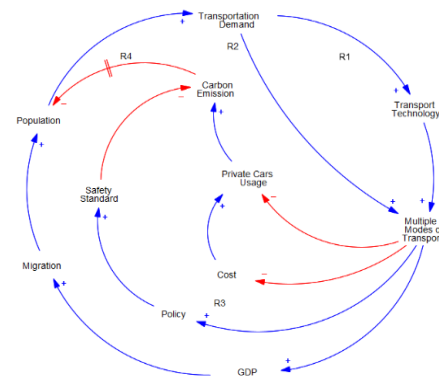 Transportation
Demand
R4
R2
R1
Carbon
Emission
Transport
Technology
Population
Private Cars
Usage
Safety
Standard
Multiple
Modes o
Transpor
Migration
Cost
Policy
R3
GDP